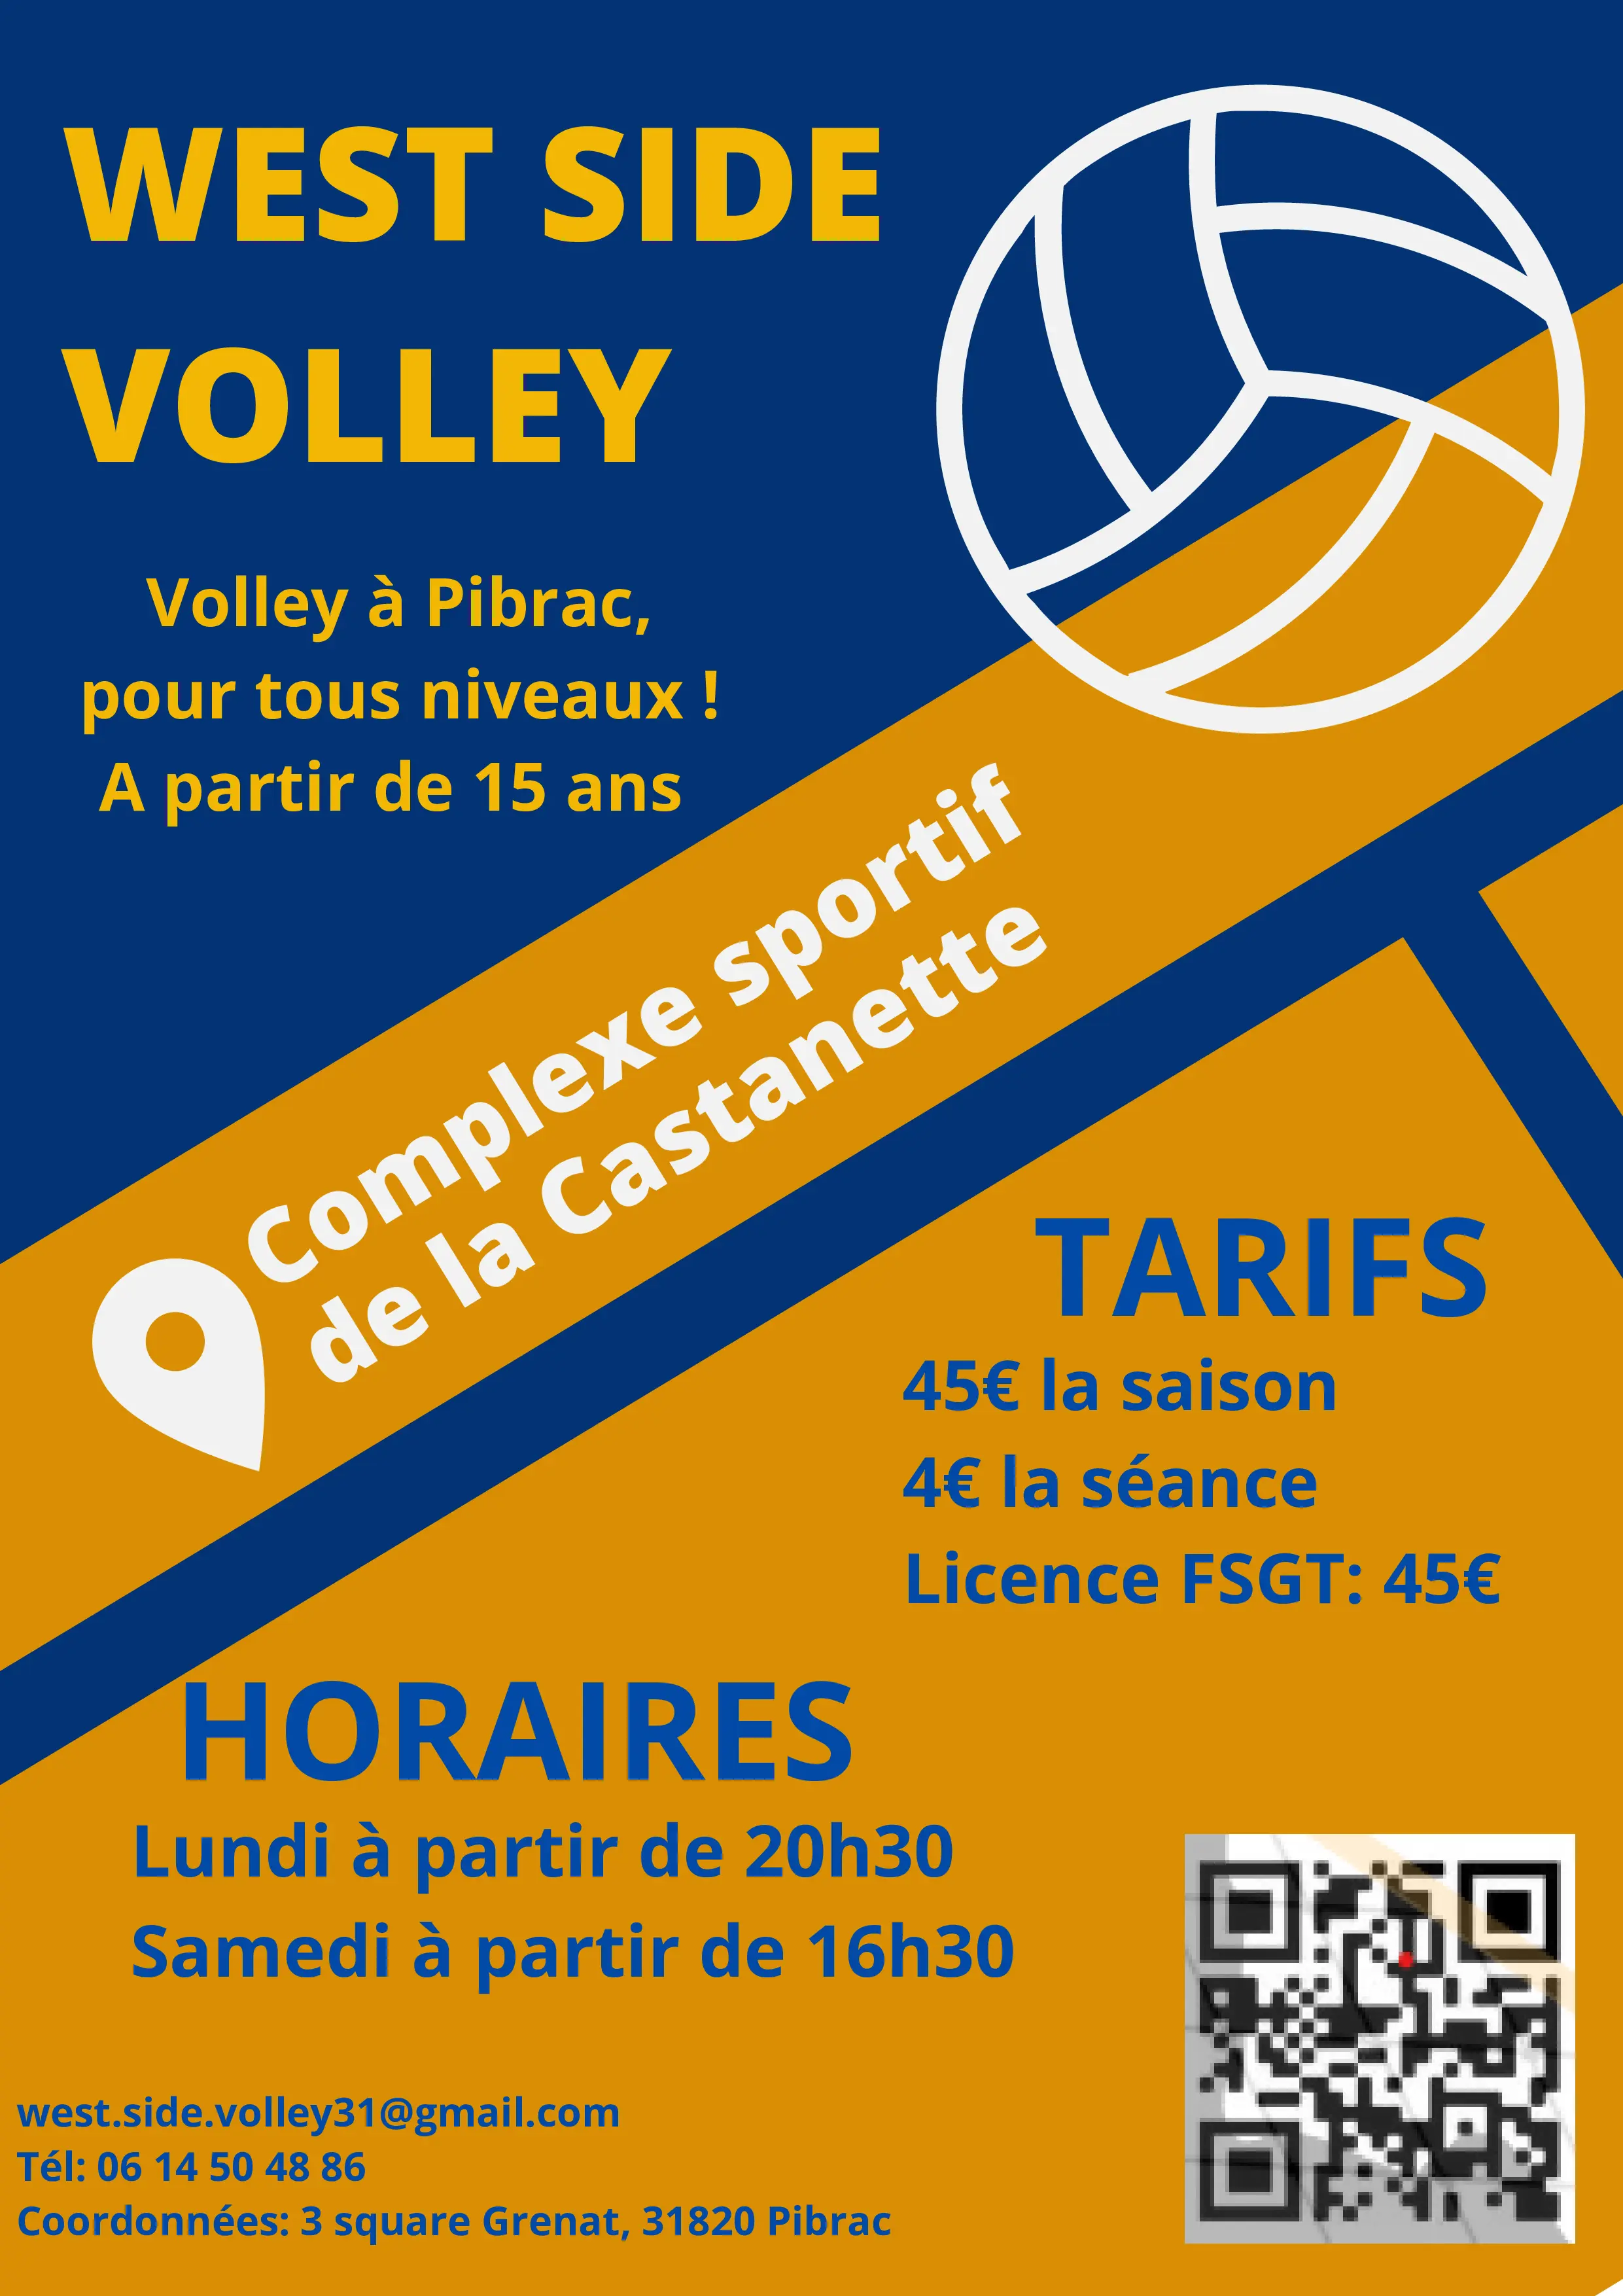 WEST SIDE
VOLLEY
Volley à Pibrac,
pour tous niveaux !
A partir de 15 ans
Complexe sportif
de la Castanette
TARIFS
45€ la saison
4€ la séance
Licence FSGT: 45€
HORAIRES
Lundi à partir de 20h30
Samedi à partir de 16h30
west.side.volley31@gmail.com
Tél: 06 14 50 48 86
Coordonnées: 3 square Grenat, 31820 Pibrac